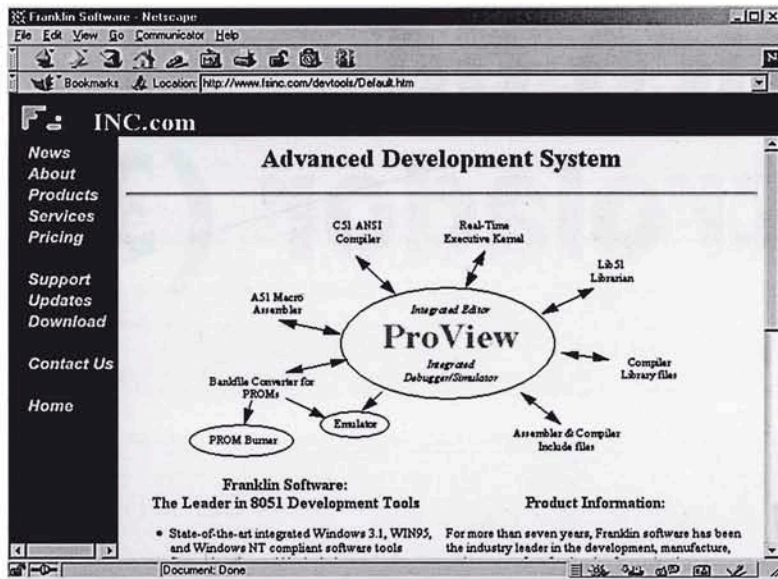 Franklin Software - Netscape
File Edit View Go Communicator Help
Bookmarks Location: http://www.fsinc.com/devtools/Default.htm
INC.com
News
About
Products
Services
Pricing
Support
Updates
Download
Contact Us
Home
Advanced Development System
C51 ANSI
Compiler
Real-Time
Executive Kernel
Lib51
Librarian
A51 Macro
Assembler
Integrated Editor
ProView
Integrated
Debugger/Simulator
Compiler
Library files
Bankfile Converter for
PROMs
Emulator
PROM Burner
Assembler & Compiler
Include files
Franklin Software:
The Leader in 8051 Development Tools
Product Information:
• State-of-the-art integrated Windows 3.1, WIN95,
and Windows NT compliant software tools
For more than seven years, Franklin software has been
the industry leader in the development, manufacture,
Document: Done